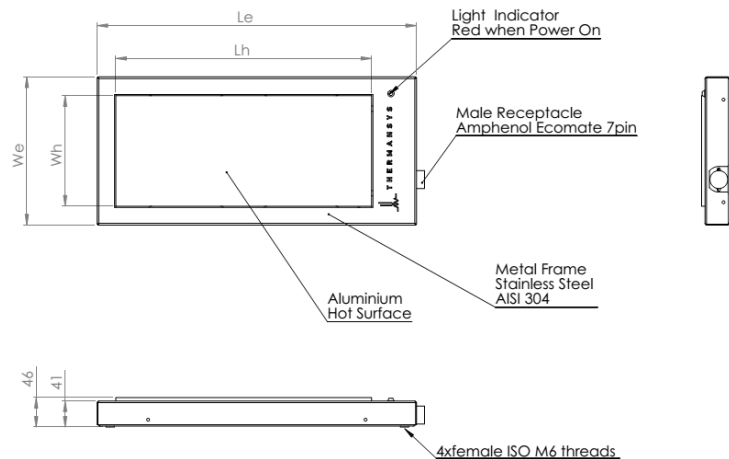 Le
Light Indicator
Red when Power On
Lh
Male Receptacle
Amphenol Ecomate 7pin
We
Wh
THERMANSYS
Metal Frame
Stainless Steel
AISI 304
Aluminium
Hot Surface
46
41
4xfemale ISO M6 threads